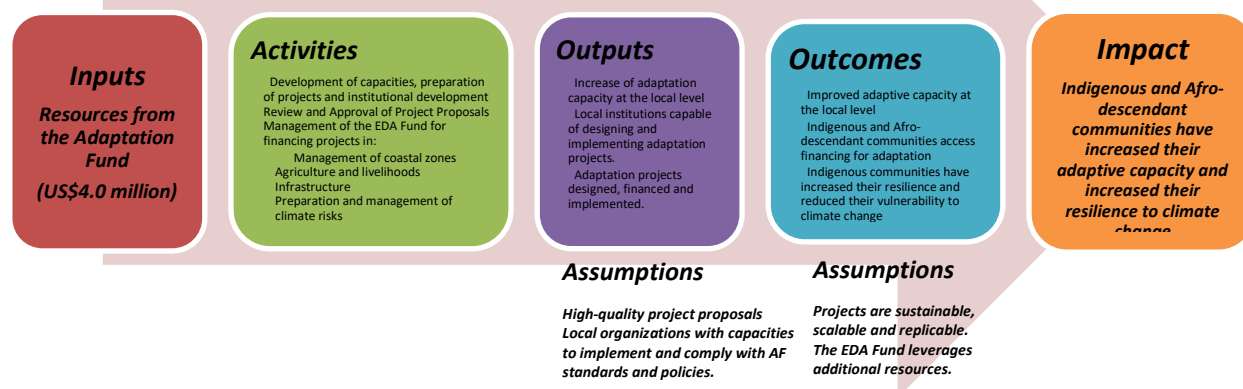 Inputs
Resources from
the Adaptation
Fund
(US$4.0 million)
Activities
Development of capacities, preparation
of projects and institutional development
Review and Approval of Project Proposals
Management of the EDA Fund for
financing projects in:
Management of coastal zones
Agriculture and livelihoods
Infrastructure
Preparation and management of
climate risks
Outputs
Increase of adaptation
capacity at the local level
Local institutions capable
of designing and
implementing adaptation
projects.
Adaptation projects
designed, financed and
implemented.
Outcomes
Improved adaptive capacity at
the local level
Indigenous and Afro-
descendant communities access
financing for adaptation
Indigenous communities have
increased their resilience and
reduced their vulnerability to
climate change
Impact
Indigenous and Afro-
descendant
communities have
increased their
adaptive capacity and
increased their
resilience to climate
change
Assumptions
High-quality project proposals
Local organizations with capacities
to implement and comply with AF
standards and policies.
Assumptions
Projects are sustainable,
scalable and replicable.
The EDA Fund leverages
additional resources.